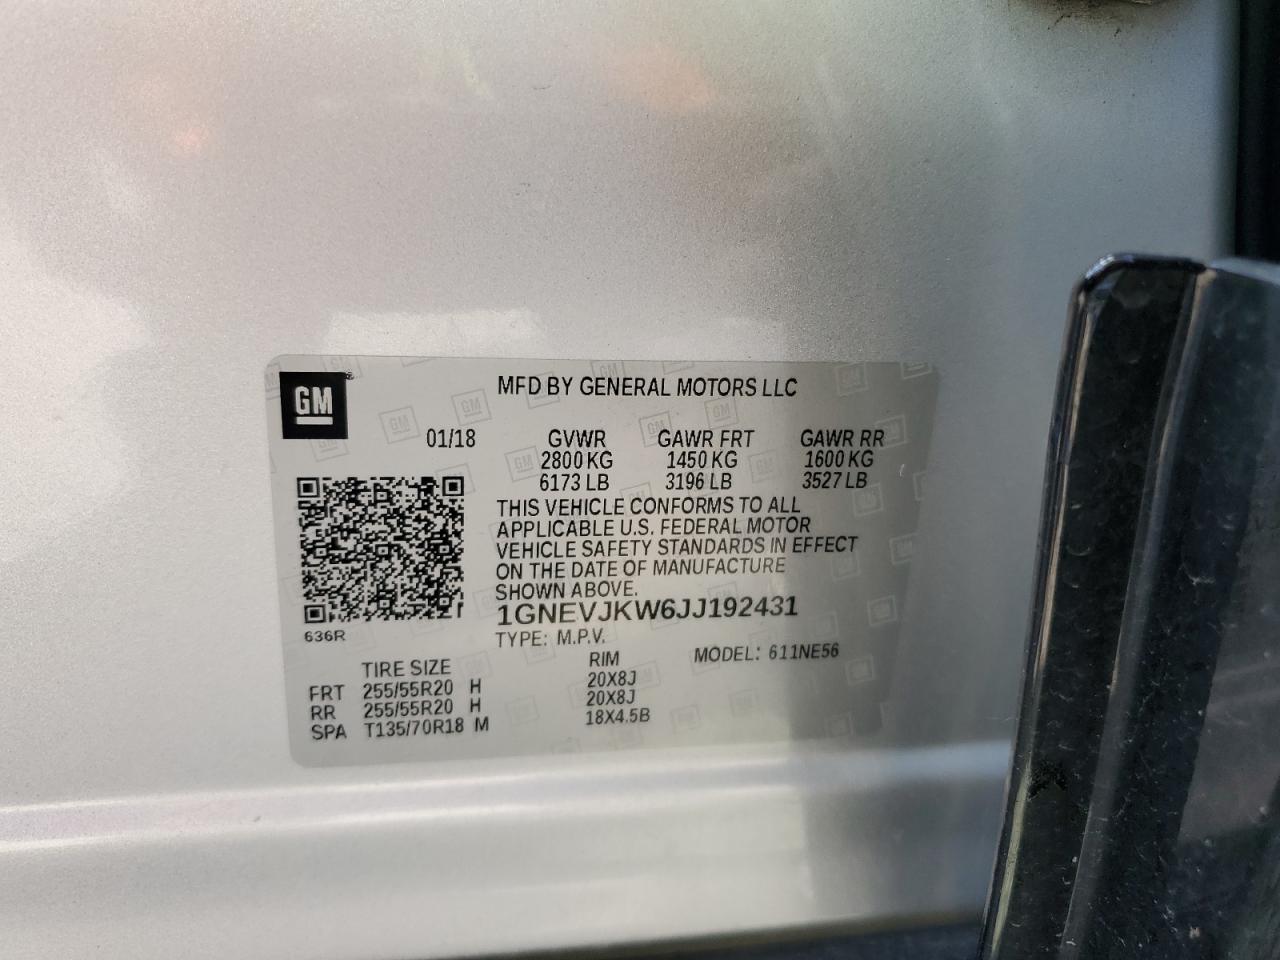 GM
MFD BY GENERAL MOTORS LLC
01/18 GVWR GAWR FRT GAWR RR
2800 KG 1450 KG 1600 KG
6173 LB 3196 LB 3527 LB
THIS VEHICLE CONFORMS TO ALL
APPLICABLE U.S. FEDERAL MOTOR
VEHICLE SAFETY STANDARDS IN EFFECT
ON THE DATE OF MANUFACTURE
SHOWN ABOVE.
1GNEVJKW6JJ192431
636R
TYPE: M.P.V. MODEL: 611NE56
TIRE SIZE RIM
FRT 255/55R20 H 20X8J
RR 255/55R20 H 20X8J
SPA T135/70R18 M 18X4.5B